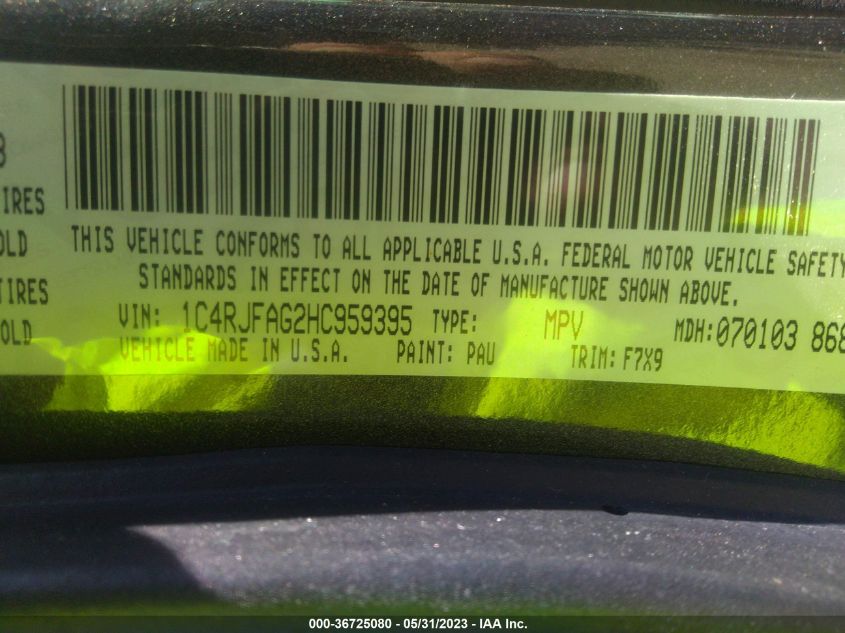 8
IRES
OLD
TIRES
OLD
THIS VEHICLE CONFORMS TO ALL APPLICABLE U.S.A. FEDERAL MOTOR VEHICLE SAFETY
STANDARDS IN EFFECT ON THE DATE OF MANUFACTURE SHOWN ABOVE.
VIN: 1C4RJFAG2HC959395 TYPE: MPV MDH:070103 868
VEHICLE MADE IN U.S.A. PAINT: PAU TRIM: F7X9
000-36725080 - 05/31/2023 - IAA Inc.